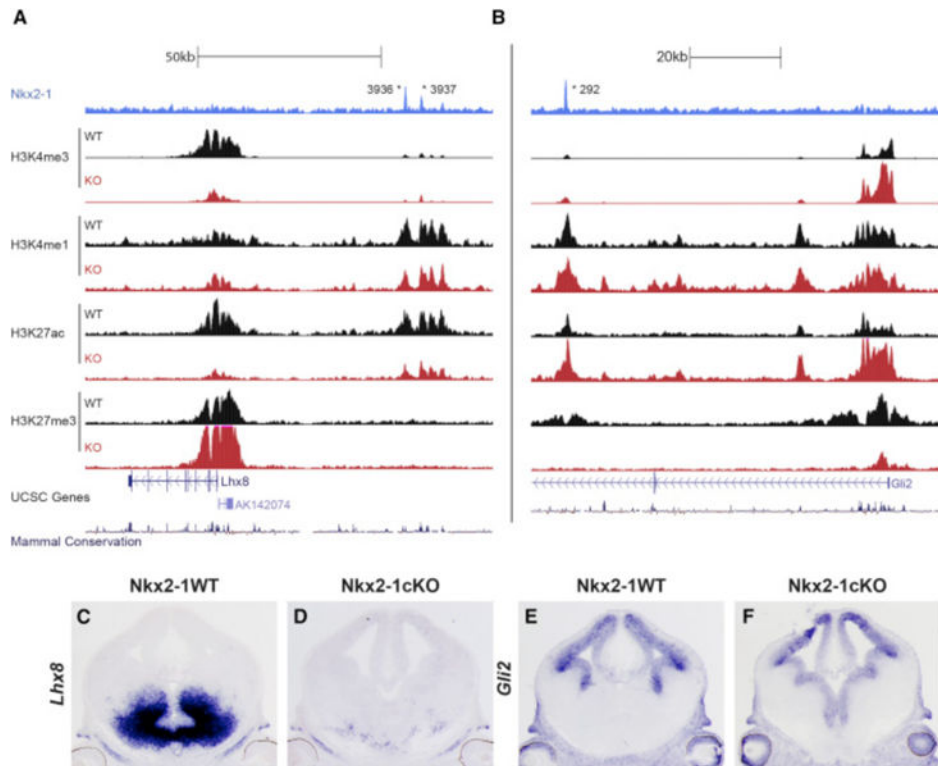 A
B
50kb
20kb
Nkx2-1
3936 *
* 3937
* 292
H3K4me3
WT
KO
H3K4me1
WT
KO
H3K27ac
WT
KO
H3K27me3
WT
KO
Lhx8
Gli2
UCSC Genes
AK142074
Mammal Conservation
Nkx2-1WT
Nkx2-1cKO
Nkx2-1WT
Nkx2-1cKO
C
D
E
F
Lhx8
Gli2